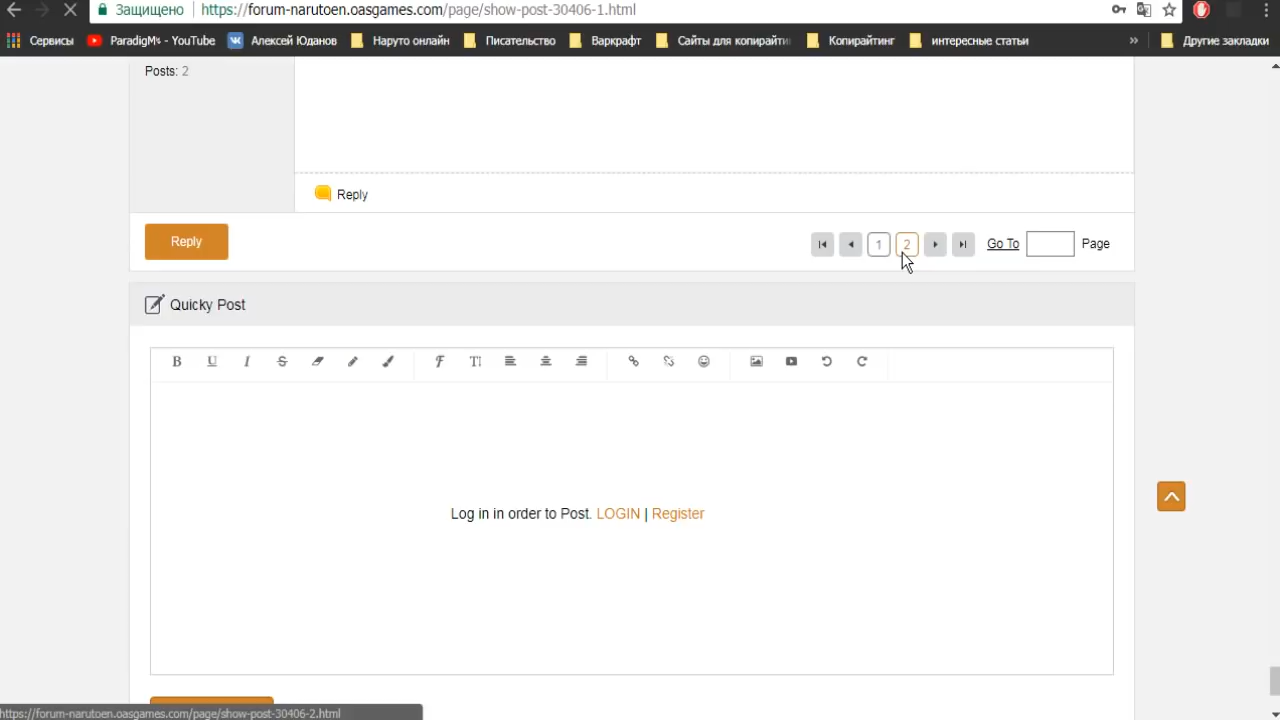 Защищено https://forum-narutoen.oasgames.com/page/show-post-30406-1.html
Сервисы ParadigMs - YouTube Алексей Юданов Наруто онлайн Писательство Варкрафт Сайты для копирайти Копирайтинг интересные статьи » Другие закладки
Posts: 2
Reply
Reply
1 2 Go To Page
Quicky Post
Log in in order to Post. LOGIN | Register
https://forum-narutoen.oasgames.com/page/show-post-30406-2.html